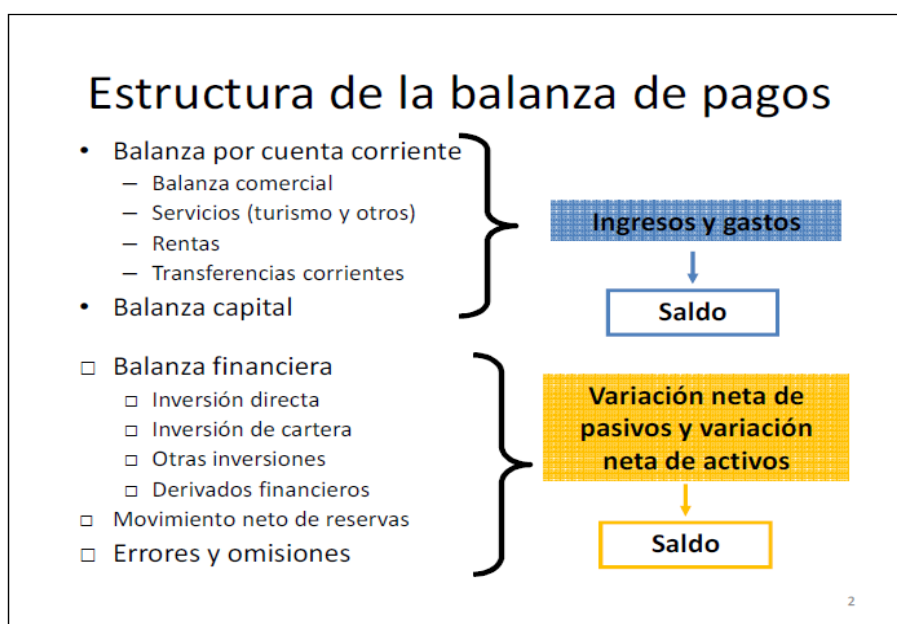 Estructura de la balanza de pagos
• Balanza por cuenta corriente
– Balanza comercial
– Servicios (turismo y otros)
– Rentas
– Transferencias corrientes
• Balanza capital
Ingresos y gastos
Saldo
□ Balanza financiera
□ Inversión directa
□ Inversión de cartera
□ Otras inversiones
□ Derivados financieros
□ Movimiento neto de reservas
□ Errores y omisiones
Variación neta de
pasivos y variación
neta de activos
Saldo
2